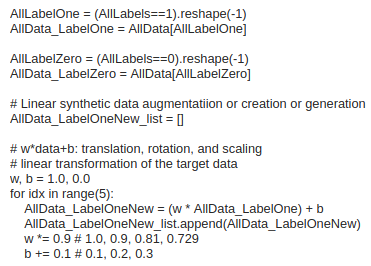 AllLabelOne = (AllLabels==1).reshape(-1)
AllData_LabelOne = AllData[AllLabelOne]
AllLabelZero = (AllLabels==0).reshape(-1)
AllData_LabelZero = AllData[AllLabelZero]
# Linear synthetic data augmentatiion or creation or generation
AllData_LabelOneNew_list = []
# w*data+b: translation, rotation, and scaling
# linear transformation of the target data
w, b = 1.0, 0.0
for idx in range(5):
    AllData_LabelOneNew = (w * AllData_LabelOne) + b
    AllData_LabelOneNew_list.append(AllData_LabelOneNew)
    w *= 0.9 # 1.0, 0.9, 0.81, 0.729
    b += 0.1 # 0.1, 0.2, 0.3